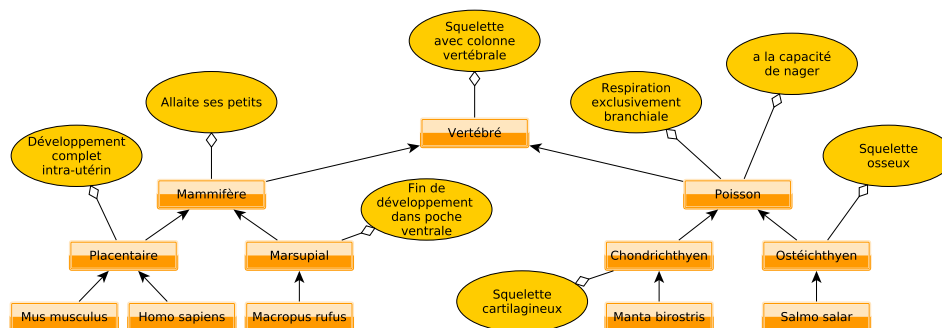 Squelette
avec colonne
vertébrale
a la capacité
de nager
Allaite ses petits
Respiration
exclusivement
branchiale
Développement
complet
intra-utérin
Vertébré
Squelette
osseux
Mammifère
Fin de
développement
dans poche
ventrale
Poisson
Placentaire
Marsupial
Chondrichthyen
Ostéichthyen
Squelette
cartilagineux
Mus musculus
Homo sapiens
Macropus rufus
Manta birostris
Salmo salar